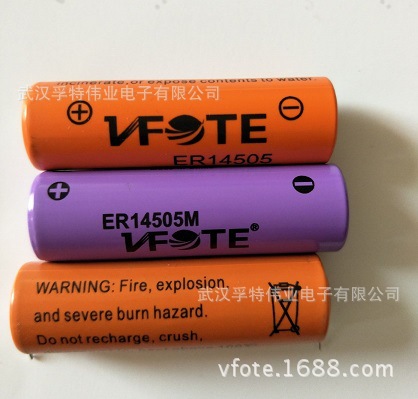 incinerate, or expose contents to water
武汉孚特伟业电子有限公司
VFOTE
ER14505
ER14505M
VFOTE®
WARNING: Fire, explosion,
武汉孚特伟业电子有限公司
and severe burn hazard.
Do not recharge, crush,
vfote.1688.com